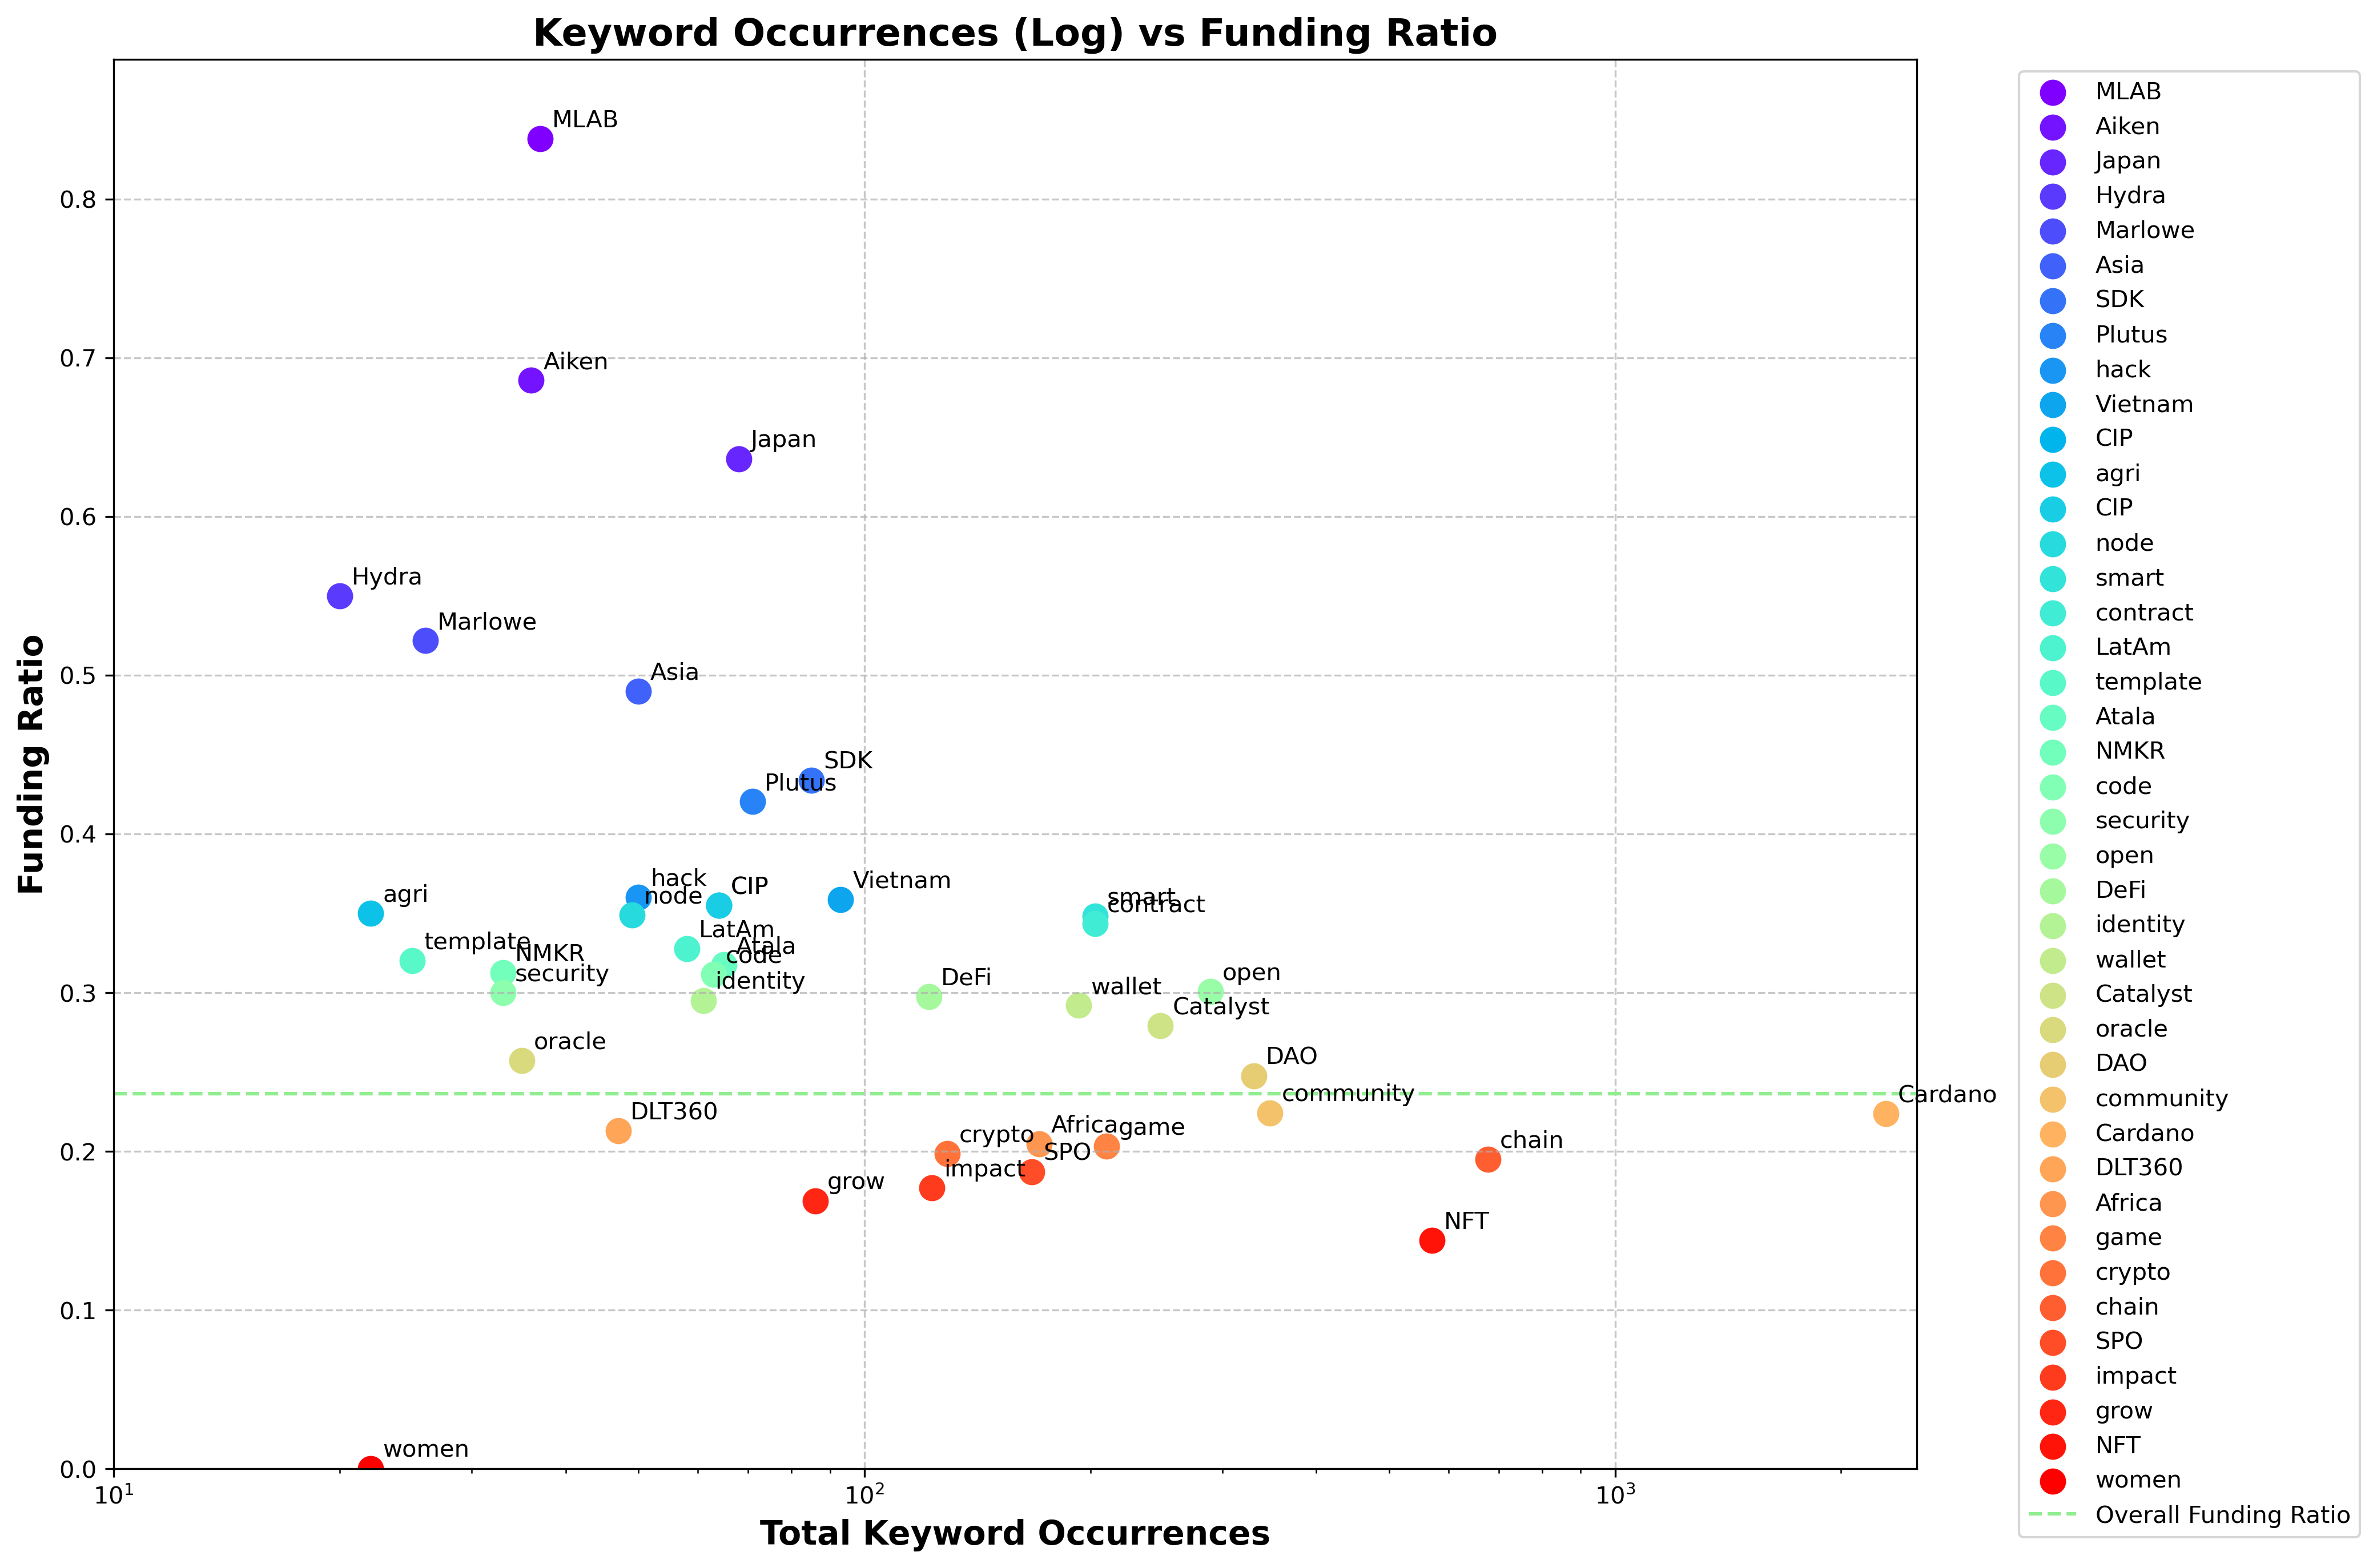 Keyword Occurrences (Log) vs Funding Ratio
Funding Ratio
0.8
0.7
0.6
0.5
0.4
0.3
0.2
0.1
0.0
MLAB
Aiken
Japan
Hydra
Marlowe
Asia
SDK
Plutus
hack
node
CIP
Vietnam
agri
smart
contract
LatAm
template
Atala
NMKR
code
security
identity
DeFi
wallet
open
Catalyst
oracle
DAO
community
Cardano
DLT360
Africa
game
crypto
chain
SPO
impact
grow
NFT
women
10¹
10²
10³
Total Keyword Occurrences
MLAB
Aiken
Japan
Hydra
Marlowe
Asia
SDK
Plutus
hack
Vietnam
CIP
agri
CIP
node
smart
contract
LatAm
template
Atala
NMKR
code
security
open
DeFi
identity
wallet
Catalyst
oracle
DAO
community
Cardano
DLT360
Africa
game
crypto
chain
SPO
impact
grow
NFT
women
Overall Funding Ratio